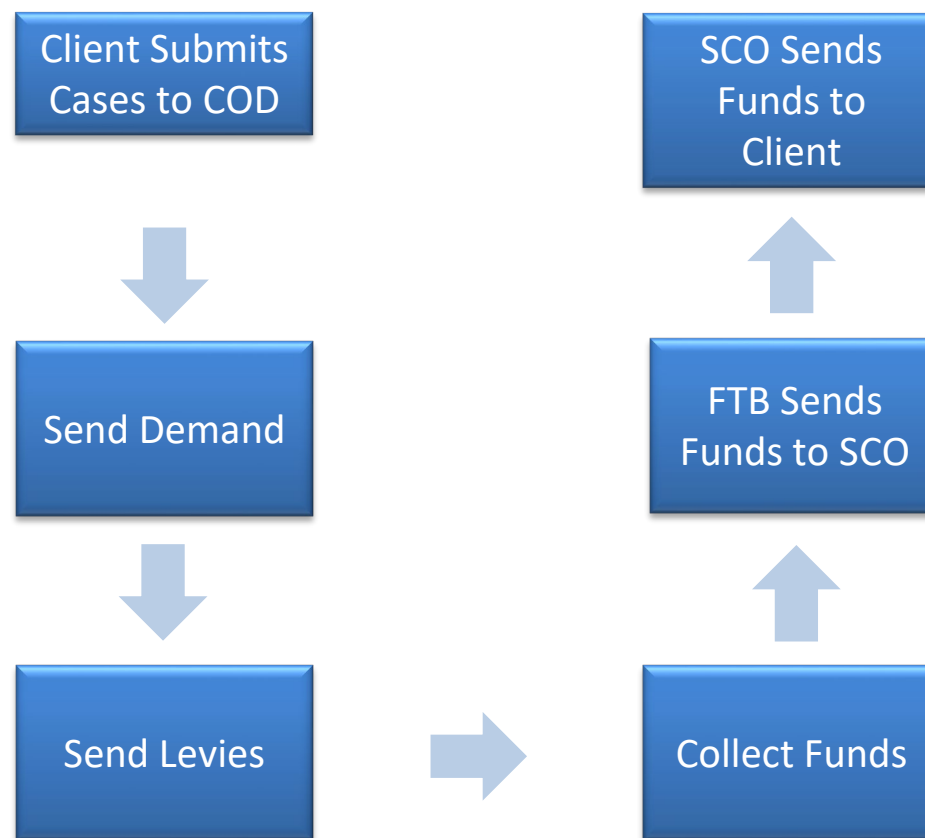 Client Submits
Cases to COD
Send Demand
Send Levies
Collect Funds
FTB Sends
Funds to SCO
SCO Sends
Funds to
Client